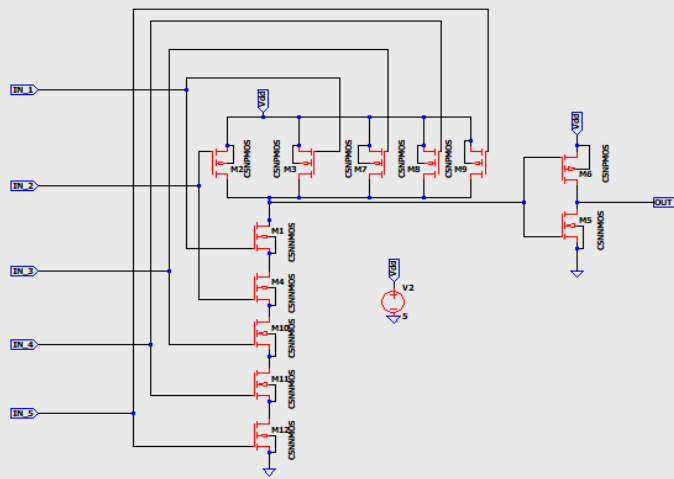 IN_1
IN_2
IN_3
IN_4
IN_5
Vdd
M2
CSNPMOS
M3
CSNPMOS
M7
CSNPMOS
M8
CSNPMOS
M9
CSNPMOS
Vdd
M6
CSNPMOS
OUT
M5
CSNNMOS
M1
CSNNMOS
M4
CSNNMOS
M10
CSNNMOS
M11
CSNNMOS
M12
CSNNMOS
Vdd
V2
5